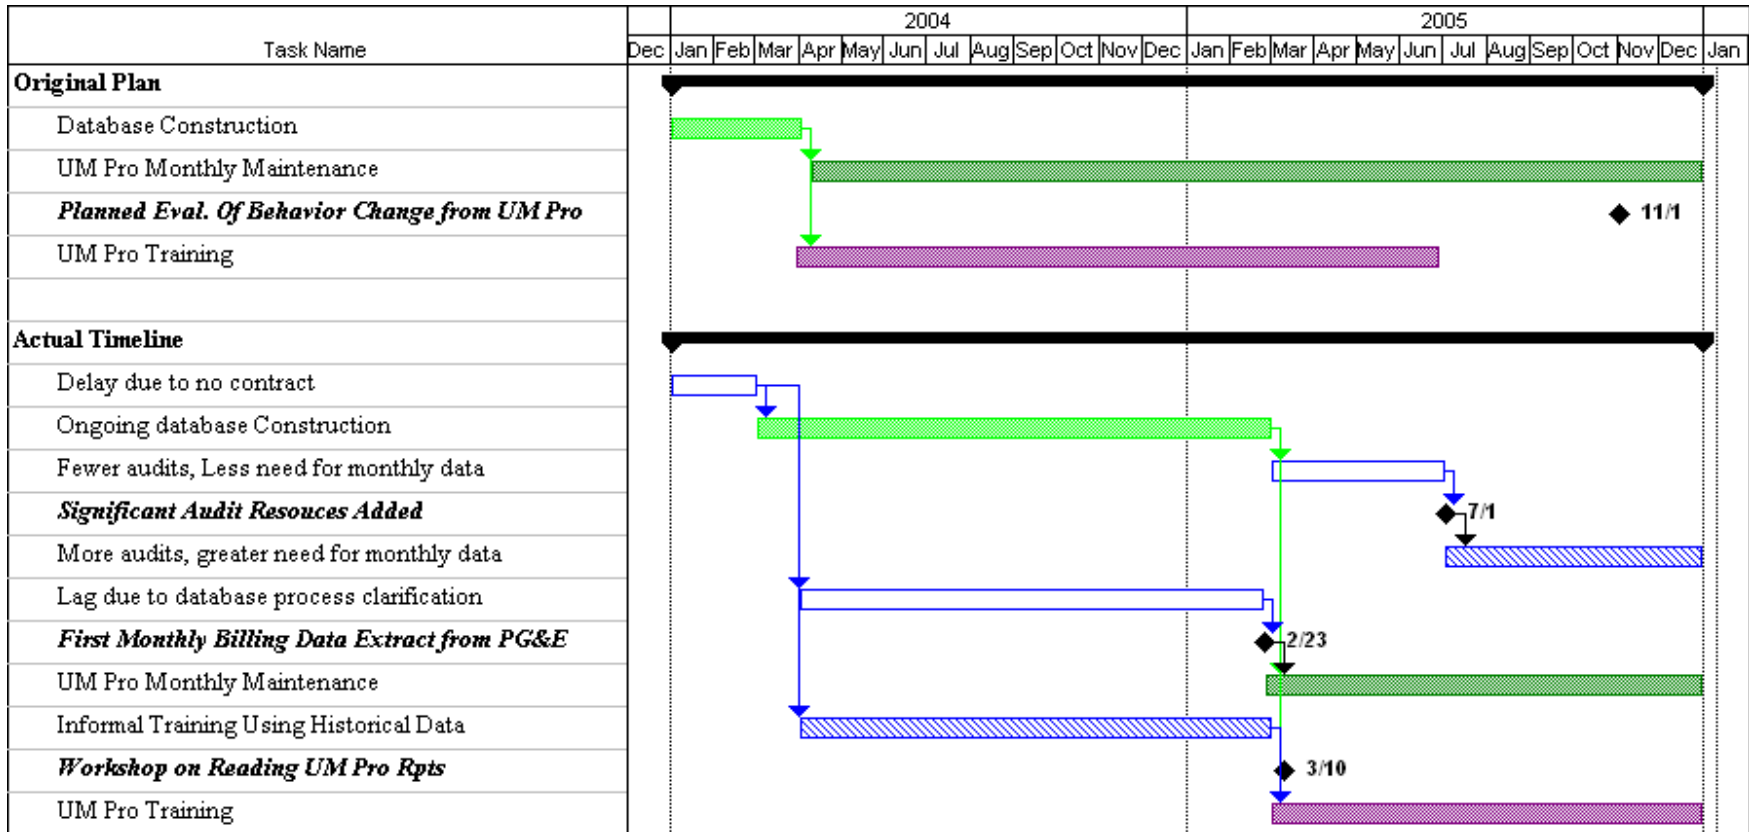 2004 2005
Task Name Dec Jan Feb Mar Apr May Jun Jul Aug Sep Oct Nov Dec Jan Feb Mar Apr May Jun Jul Aug Sep Oct Nov Dec Jan
Original Plan
Database Construction
UM Pro Monthly Maintenance
Planned Eval. Of Behavior Change from UM Pro 11/1
UM Pro Training
Actual Timeline
Delay due to no contract
Ongoing database Construction
Fewer audits, Less need for monthly data
Significant Audit Resouces Added 7/1
More audits, greater need for monthly data
Lag due to database process clarification
First Monthly Billing Data Extract from PG&E 2/23
UM Pro Monthly Maintenance
Informal Training Using Historical Data
Workshop on Reading UM Pro Rpts 3/10
UM Pro Training